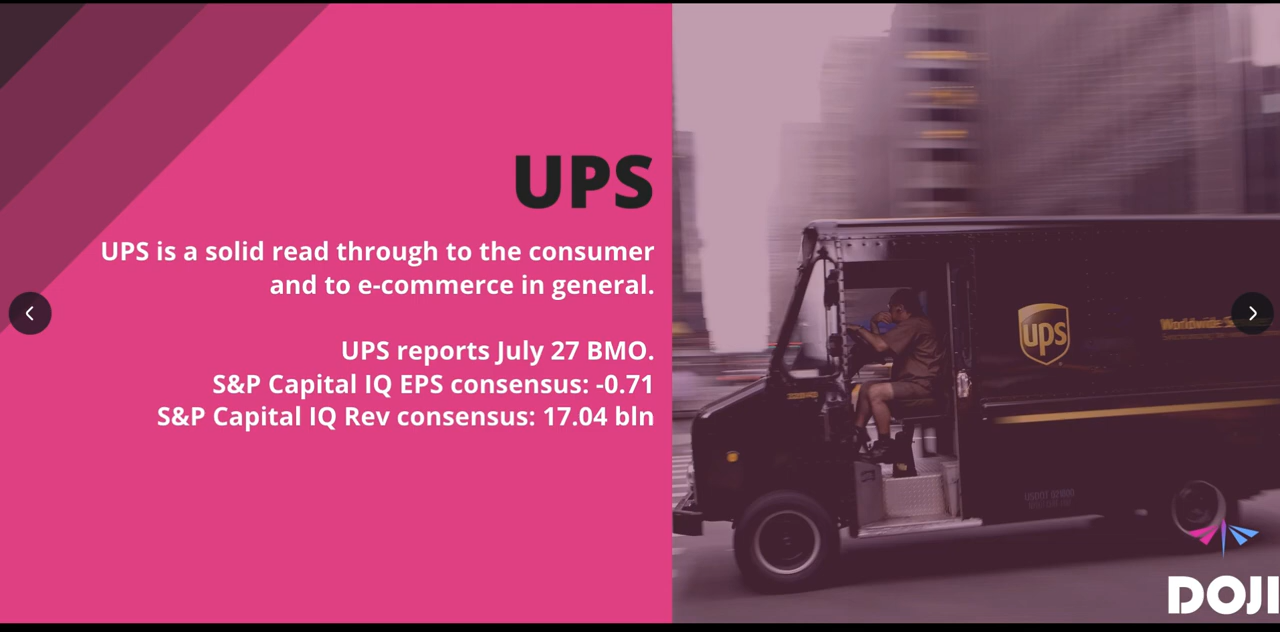 UPS
UPS is a solid read through to the consumer
and to e-commerce in general.
UPS reports July 27 BMO.
S&P Capital IQ EPS consensus: -0.71
S&P Capital IQ Rev consensus: 17.04 bln
ups
Worldwide
DOJI